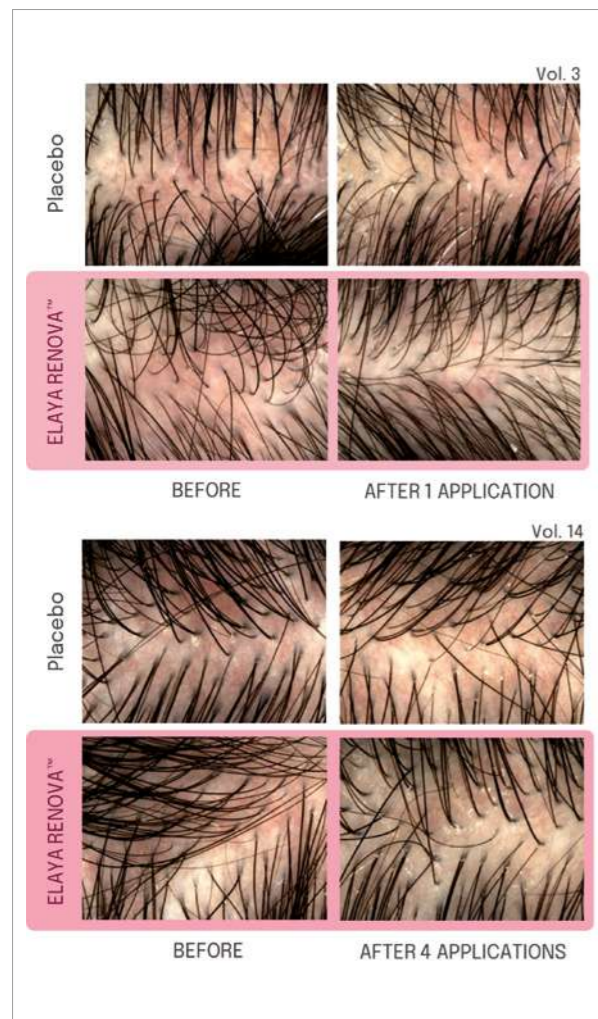 Vol. 3
Placebo
ELAYA RENOVA™
BEFORE
AFTER 1 APPLICATION
Vol. 14
Placebo
ELAYA RENOVA™
BEFORE
AFTER 4 APPLICATIONS